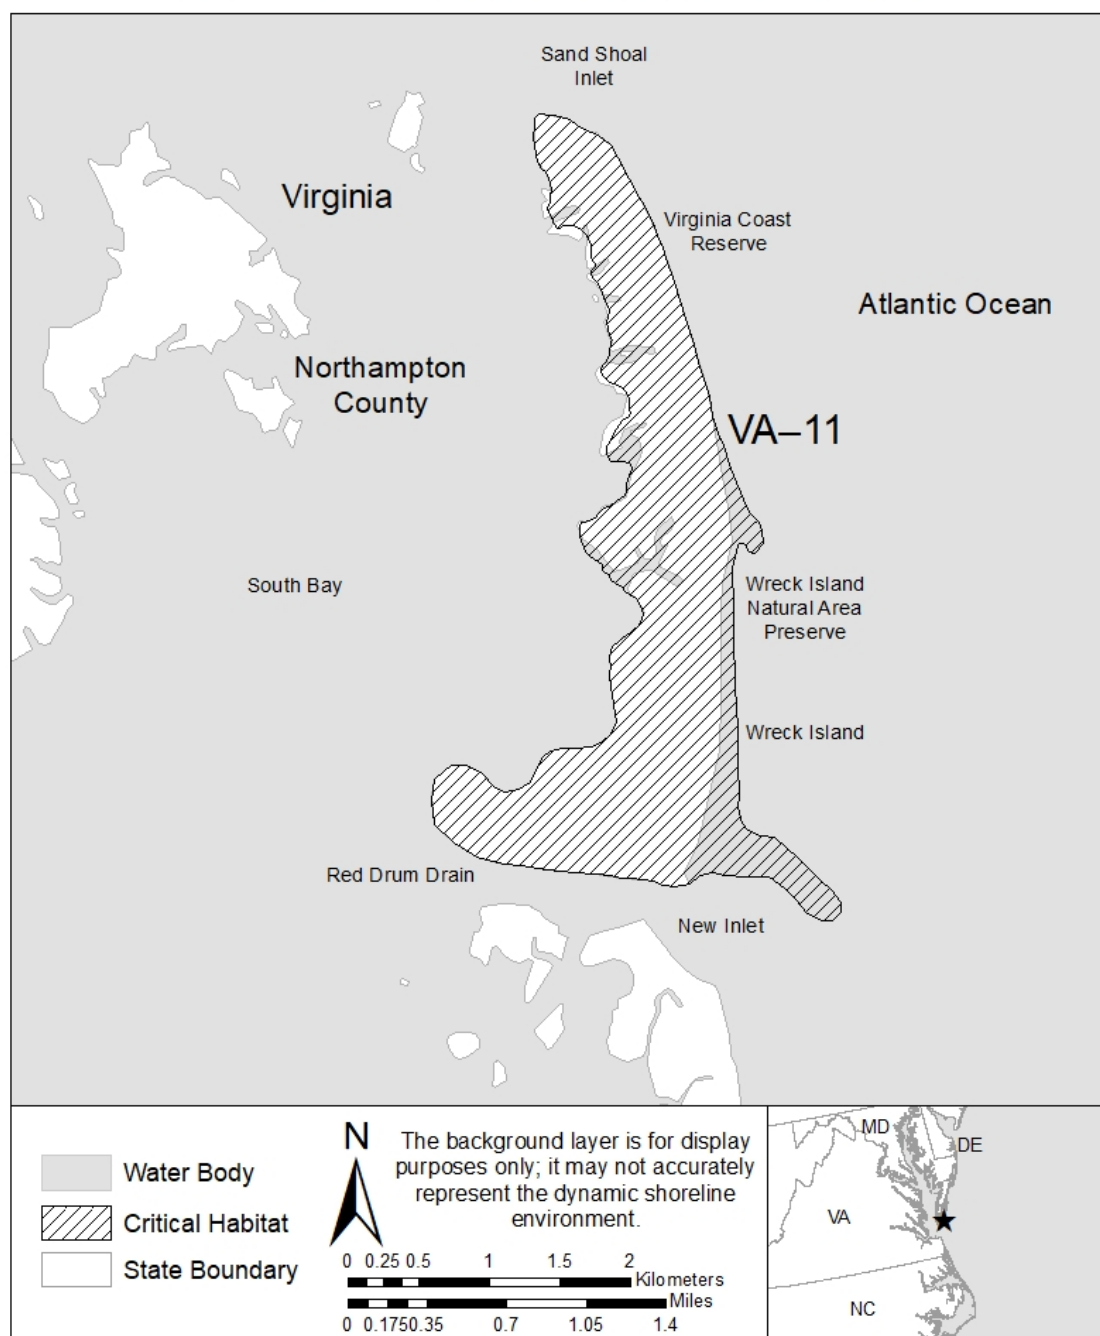 Sand Shoal
Inlet
Virginia
Virginia Coast
Reserve
Atlantic Ocean
Northampton
County
VA–11
South Bay
Wreck Island
Natural Area
Preserve
Wreck Island
Red Drum Drain
New Inlet
Water Body
Critical Habitat
State Boundary
N
The background layer is for display
purposes only; it may not accurately
represent the dynamic shoreline
environment.
0 0.25 0.5 1 1.5 2
Kilometers
Miles
0 0.1750.35 0.7 1.05 1.4
MD
DE
VA
NC